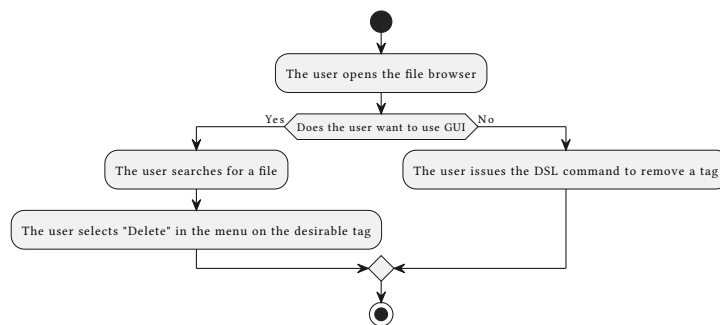 The user opens the file browser
Yes
Does the user want to use GUI
No
The user searches for a file
The user issues the DSL command to remove a tag
The user selects "Delete" in the menu on the desirable tag